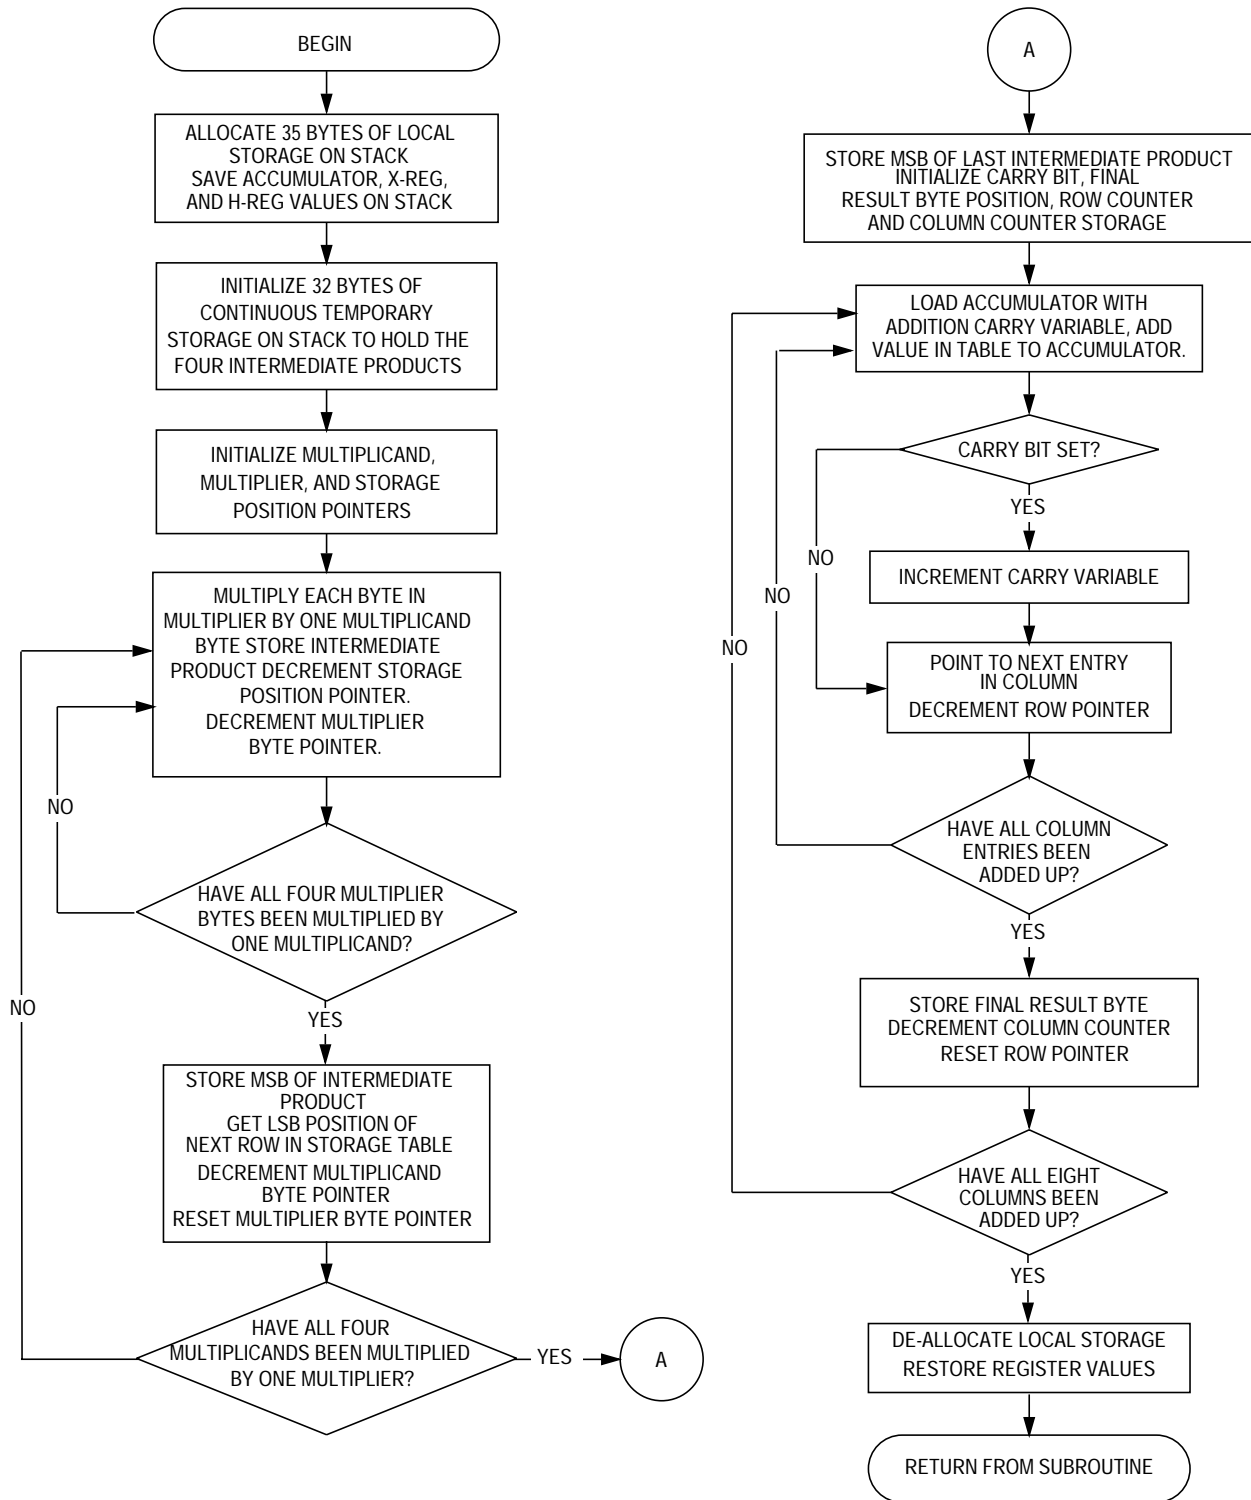 BEGIN
ALLOCATE 35 BYTES OF LOCAL
STORAGE ON STACK
SAVE ACCUMULATOR, X-REG,
AND H-REG VALUES ON STACK
INITIALIZE 32 BYTES OF
CONTINUOUS TEMPORARY
STORAGE ON STACK TO HOLD THE
FOUR INTERMEDIATE PRODUCTS
INITIALIZE MULTIPLICAND,
MULTIPLIER, AND STORAGE
POSITION POINTERS
MULTIPLY EACH BYTE IN
MULTIPLIER BY ONE MULTIPLICAND
BYTE STORE INTERMEDIATE
PRODUCT DECREMENT STORAGE
POSITION POINTER.
DECREMENT MULTIPLIER
BYTE POINTER.
NO
HAVE ALL FOUR MULTIPLIER
BYTES BEEN MULTIPLIED BY
ONE MULTIPLICAND?
NO
YES
STORE MSB OF INTERMEDIATE
PRODUCT
GET LSB POSITION OF
NEXT ROW IN STORAGE TABLE
DECREMENT MULTIPLICAND
BYTE POINTER
RESET MULTIPLIER BYTE POINTER
HAVE ALL FOUR
MULTIPLICANDS BEEN MULTIPLIED
BY ONE MULTIPLIER?
YES
A
A
STORE MSB OF LAST INTERMEDIATE PRODUCT
INITIALIZE CARRY BIT, FINAL
RESULT BYTE POSITION, ROW COUNTER
AND COLUMN COUNTER STORAGE
LOAD ACCUMULATOR WITH
ADDITION CARRY VARIABLE, ADD
VALUE IN TABLE TO ACCUMULATOR.
CARRY BIT SET?
YES
NO
INCREMENT CARRY VARIABLE
NO
NO
POINT TO NEXT ENTRY
IN COLUMN
DECREMENT ROW POINTER
HAVE ALL COLUMN
ENTRIES BEEN
ADDED UP?
YES
STORE FINAL RESULT BYTE
DECREMENT COLUMN COUNTER
RESET ROW POINTER
HAVE ALL EIGHT
COLUMNS BEEN
ADDED UP?
YES
DE-ALLOCATE LOCAL STORAGE
RESTORE REGISTER VALUES
RETURN FROM SUBROUTINE